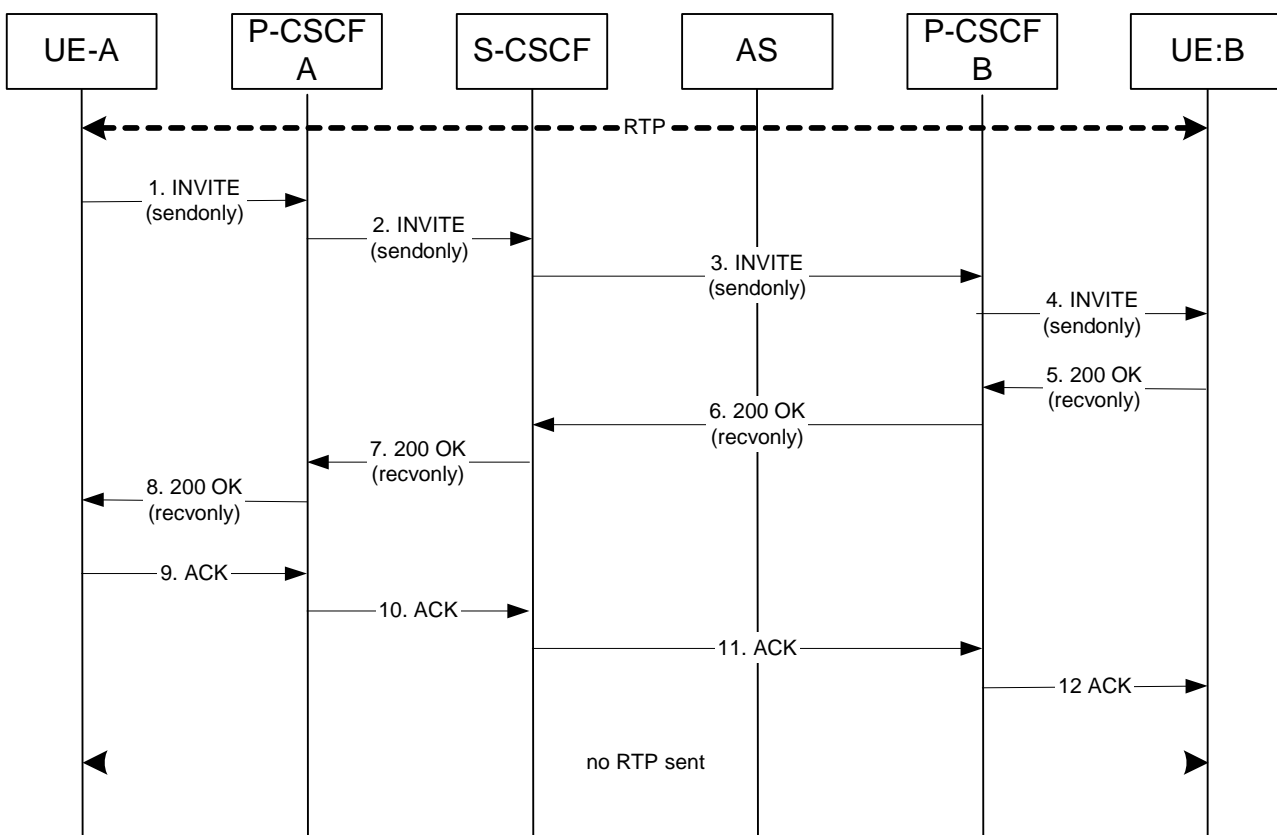 UE-A
P-CSCF
A
S-CSCF
AS
P-CSCF
B
UE:B
RTP
1. INVITE
(sendonly)
2. INVITE
(sendonly)
3. INVITE
(sendonly)
4. INVITE
(sendonly)
5. 200 OK
(recvonly)
6. 200 OK
(recvonly)
7. 200 OK
(recvonly)
8. 200 OK
(recvonly)
9. ACK
10. ACK
11. ACK
12 ACK
no RTP sent